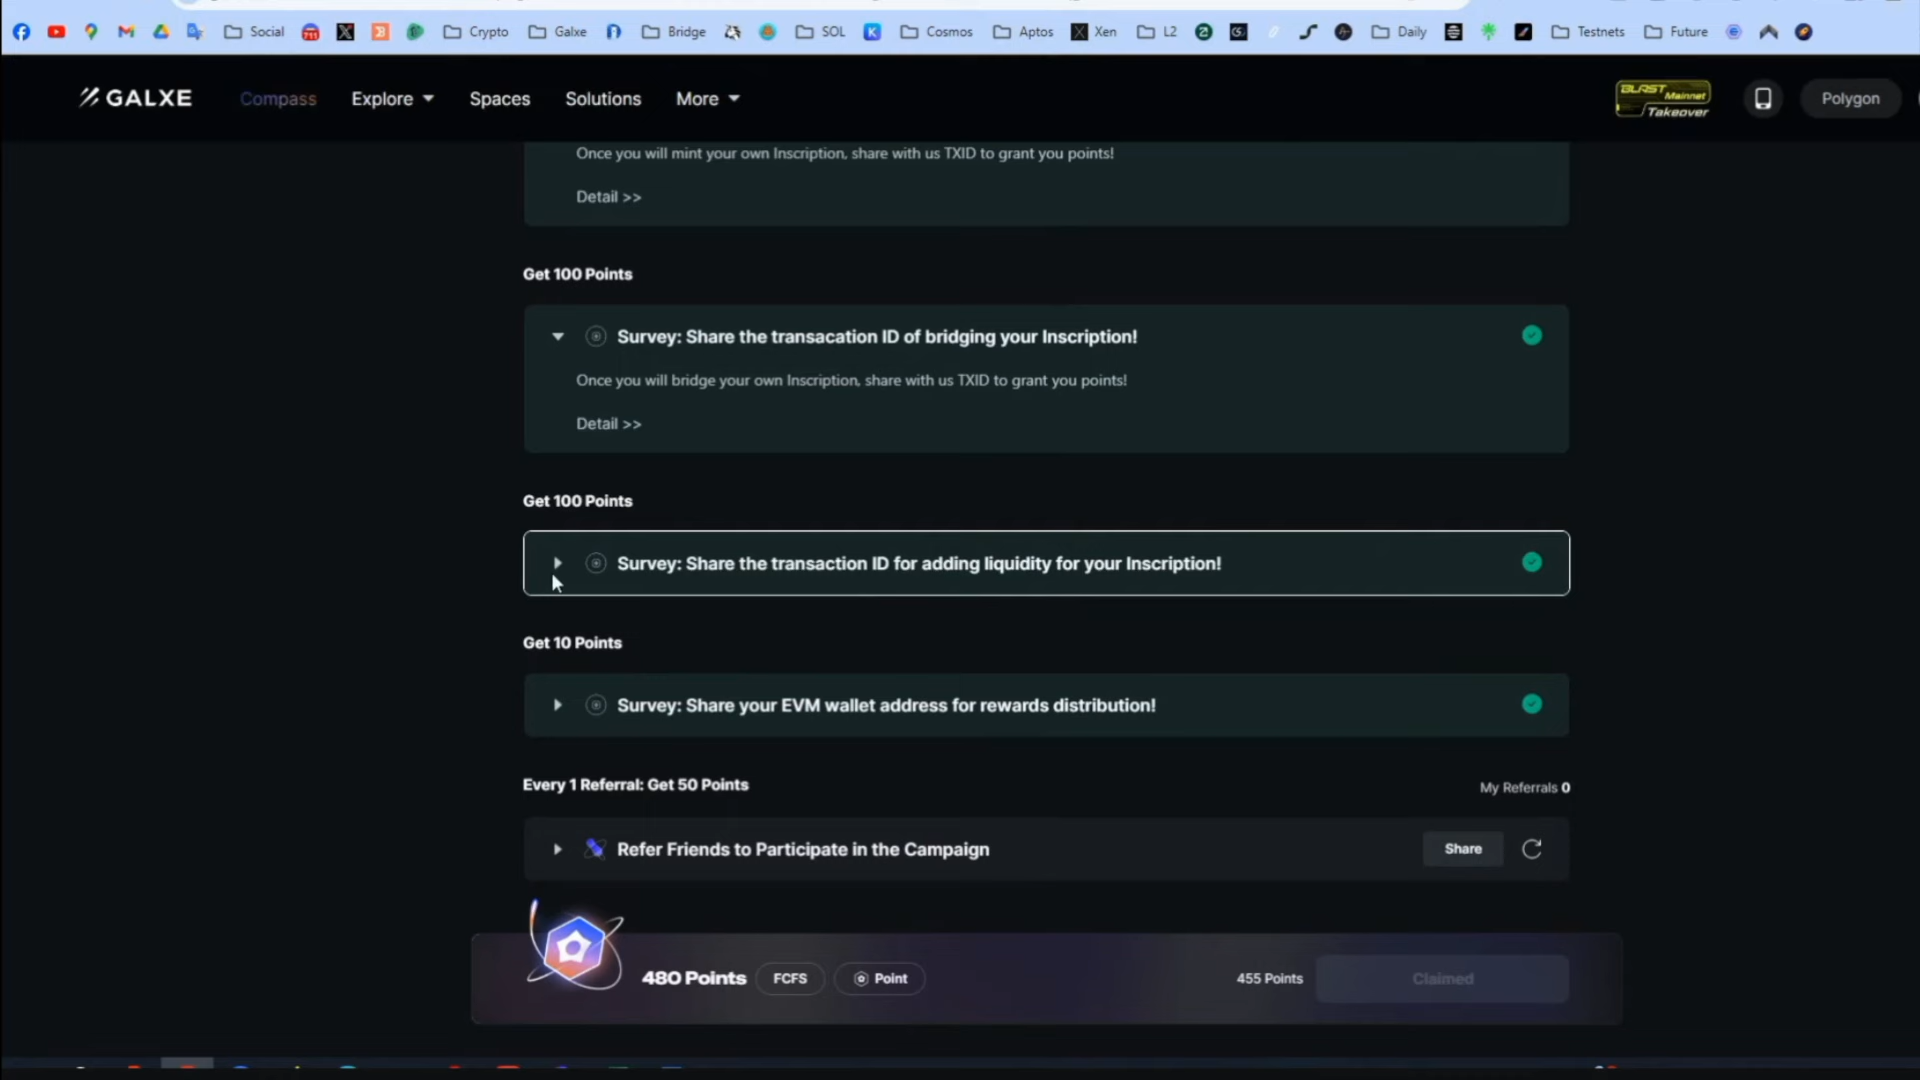 Social
Crypto
Galxe
Bridge
SOL
Cosmos
Aptos
Xen
L2
Daily
Testnets
Future
GALXE
Compass
Explore
Spaces
Solutions
More
BLAST
Mainnet
Takeover
Polygon
Once you will mint your own Inscription, share with us TXID to grant you points!
Detail >>
Get 100 Points
Survey: Share the transacation ID of bridging your Inscription!
Once you will bridge your own Inscription, share with us TXID to grant you points!
Detail >>
Get 100 Points
Survey: Share the transaction ID for adding liquidity for your Inscription!
Get 10 Points
Survey: Share your EVM wallet address for rewards distribution!
Every 1 Referral: Get 50 Points
My Referrals 0
Refer Friends to Participate in the Campaign
Share
480 Points
FCFS
Point
455 Points
Claimed